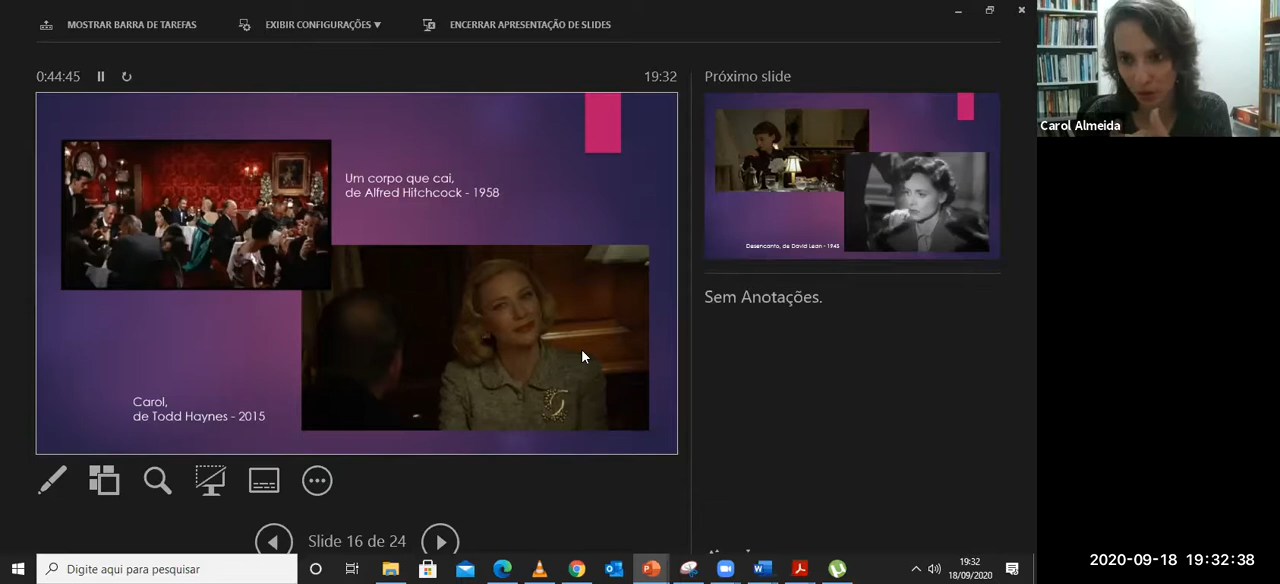 MOSTRAR BARRA DE TAREFAS
EXIBIR CONFIGURAÇÕES ▼
ENCERRAR APRESENTAÇÃO DE SLIDES
0:44:45
19:32
Próximo slide
Um corpo que cai,
de Alfred Hitchcock - 1958
Carol,
de Todd Haynes - 2015
Desencanto, de David Lean - 1945
Sem Anotações.
Carol Almeida
Slide 16 de 24
Digite aqui para pesquisar
19:32
18/09/2020
2020-09-18 19:32:38